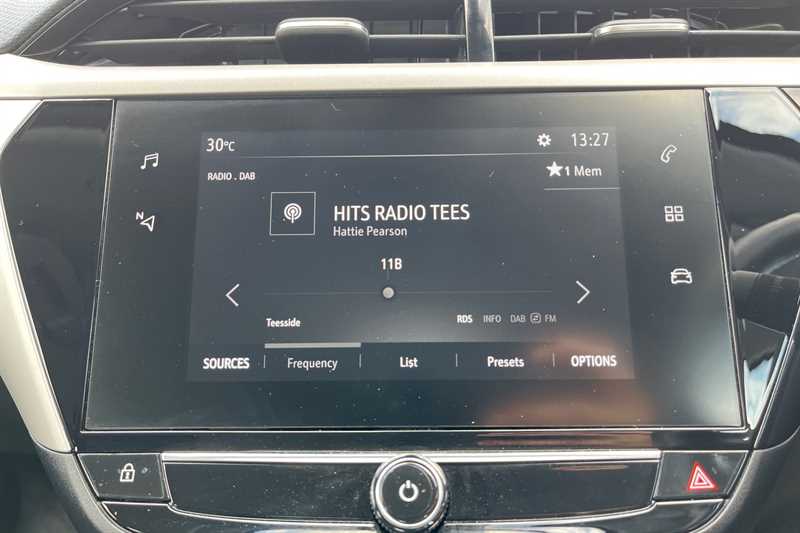 30°C
13:27
RADIO . DAB
1 Mem
HITS RADIO TEES
Hattie Pearson
N
11B
Teesside
RDS INFO DAB FM
SOURCES Frequency List Presets OPTIONS